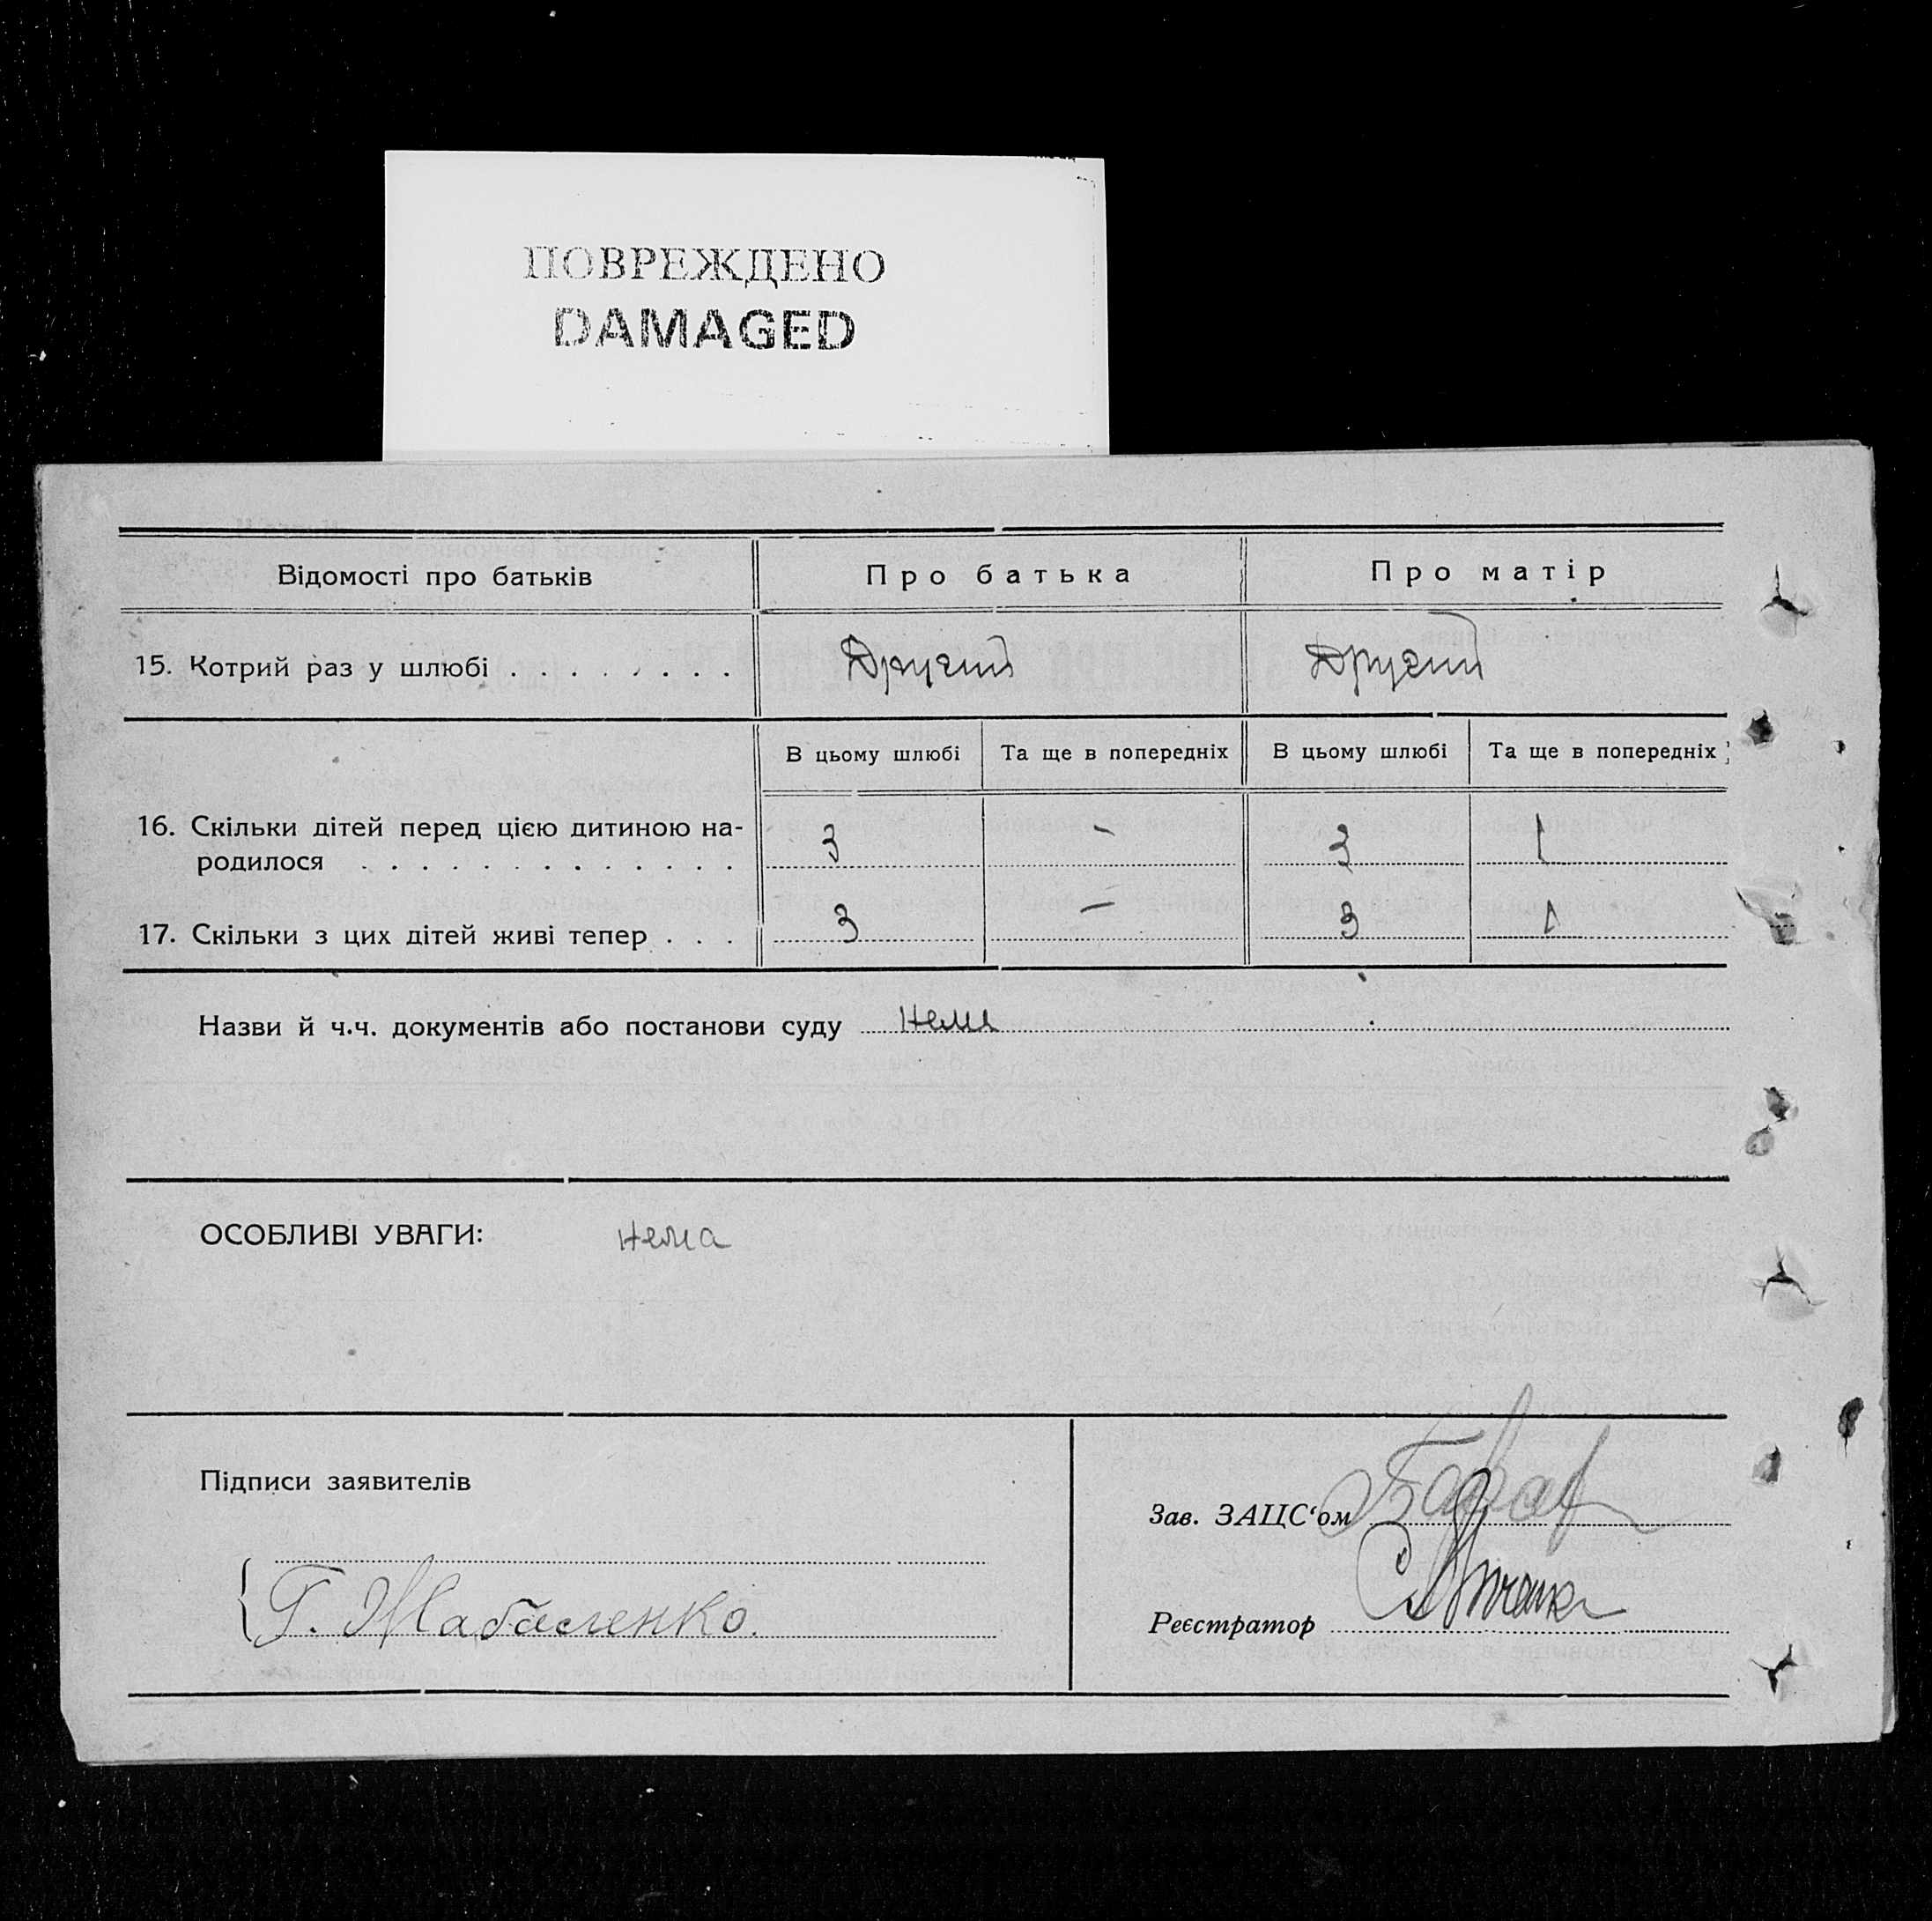 ПОВРЕЖДЕНО
DAMAGED
Відомості про батьків Про батька Про матір
15. Котрий раз у шлюбі . . . . . . . . Другий Другий
В цьому шлюбі Та ще в попередніх В цьому шлюбі Та ще в попередніх
16. Скільки дітей перед цією дитиною на-
родилося . . . . . . . . . . . . . 3 - 3 1
17. Скільки з цих дітей живі тепер . . . 3 — 3 1
Назви й ч.ч. документів або постанови суду нема
ОСОБЛИВІ УВАГИ: нема
Підписи заявителів
Зав. ЗАЦС‘ом
Г.
Реєстратор